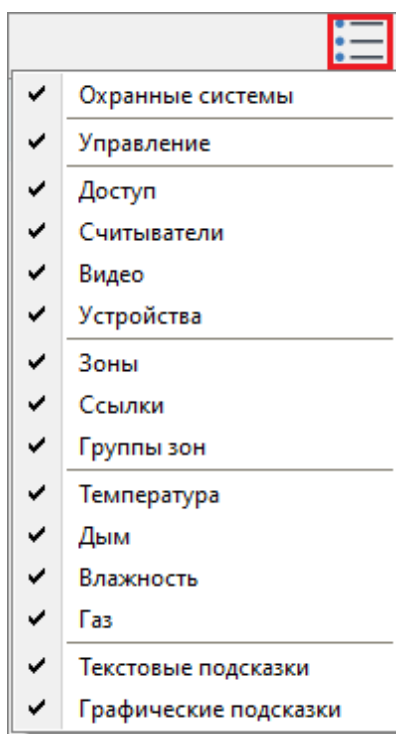 Охранные системы
Управление
Доступ
Считыватели
Видео
Устройства
Зоны
Ссылки
Группы зон
Температура
Дым
Влажность
Газ
Текстовые подсказки
Графические подсказки